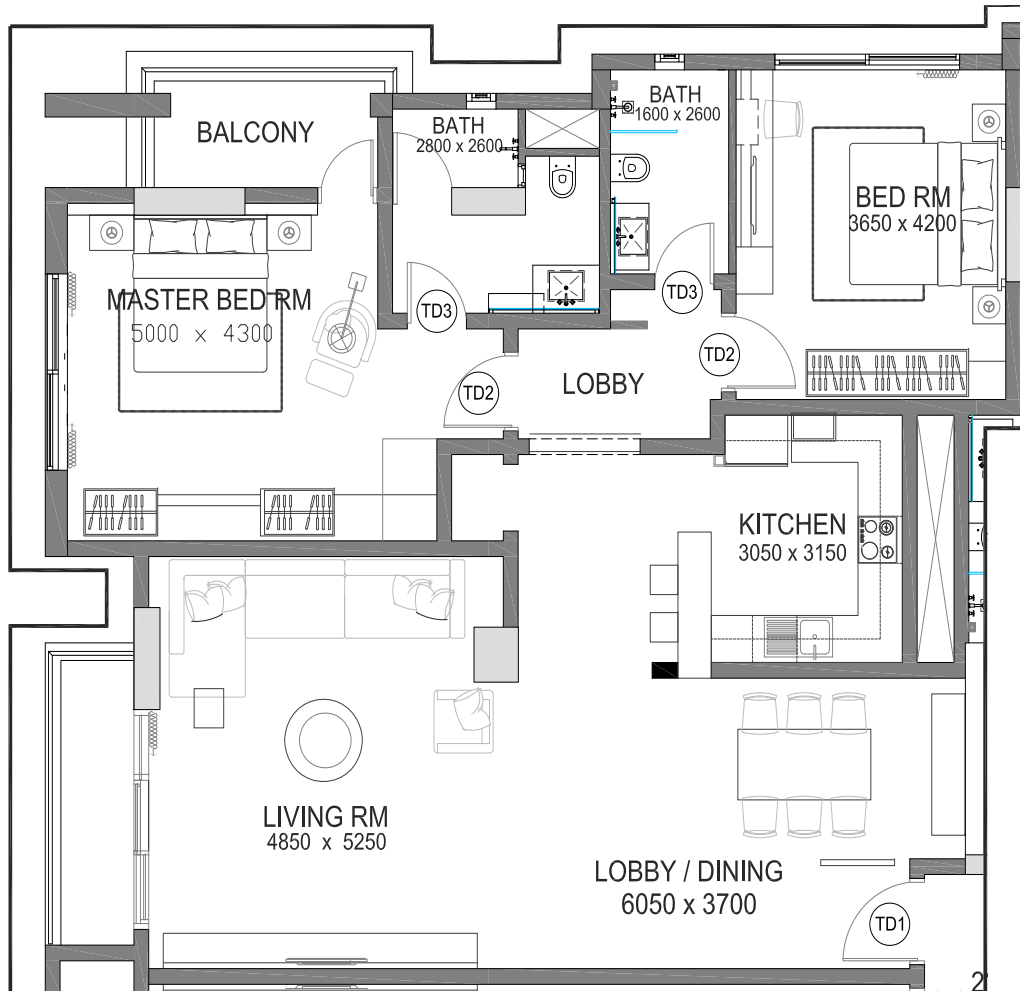 BALCONY
BATH
2800 x 2600
BATH
1600 x 2600
BED RM
3650 x 4200
MASTER BED RM
5000 x 4300
TD3
TD3
TD2
TD2
LOBBY
KITCHEN
3050 x 3150
LIVING RM
4850 x 5250
LOBBY / DINING
6050 x 3700
TD1
2